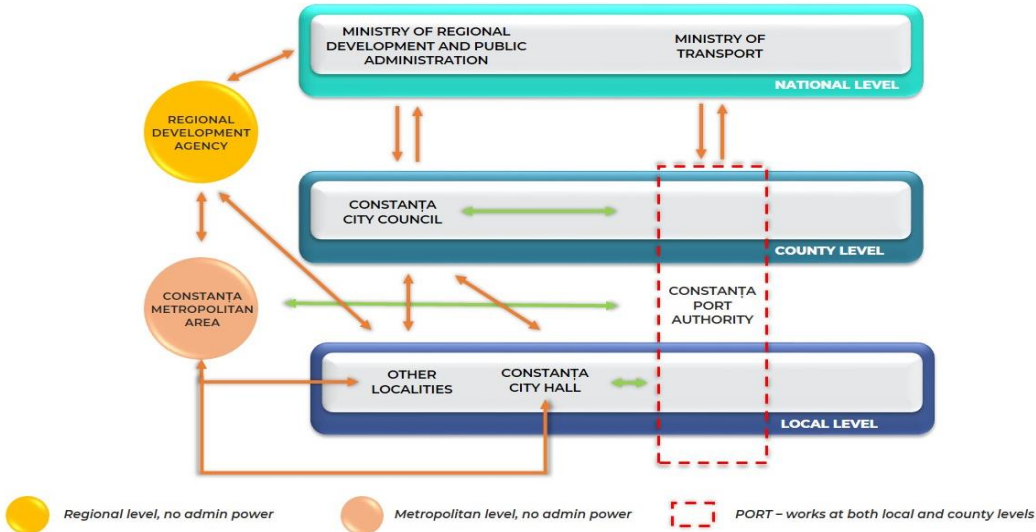 MINISTRY OF REGIONAL
DEVELOPMENT AND PUBLIC
ADMINISTRATION
MINISTRY OF
TRANSPORT
NATIONAL LEVEL
REGIONAL
DEVELOPMENT
AGENCY
CONSTANȚA
CITY COUNCIL
COUNTY LEVEL
CONSTANȚA
METROPOLITAN
AREA
CONSTANȚA
PORT
AUTHORITY
OTHER
LOCALITIES
CONSTANȚA
CITY HALL
LOCAL LEVEL
Regional level, no admin power
Metropolitan level, no admin power
PORT – works at both local and county levels